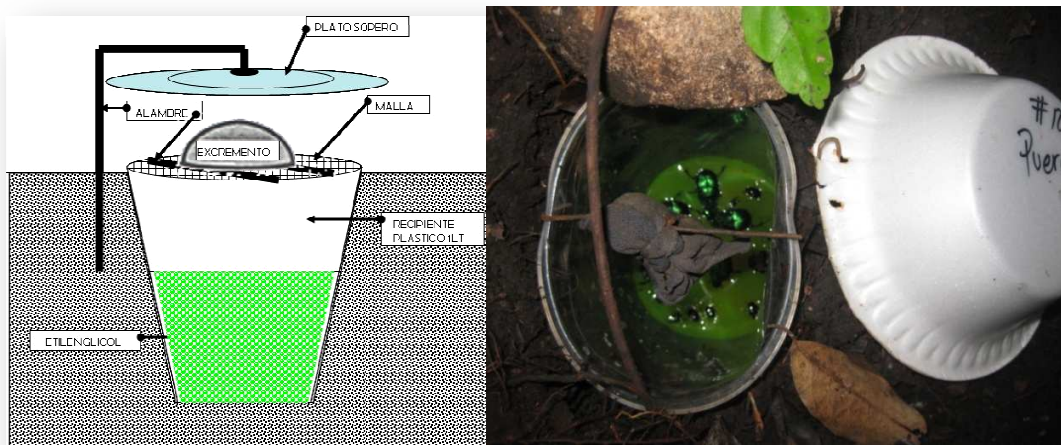 PLATO SOPERO
ALAMBRE
MALLA
EXCREMENTO
RECIPIENTE
PLASTICO 1LT
ETILENGLICOL